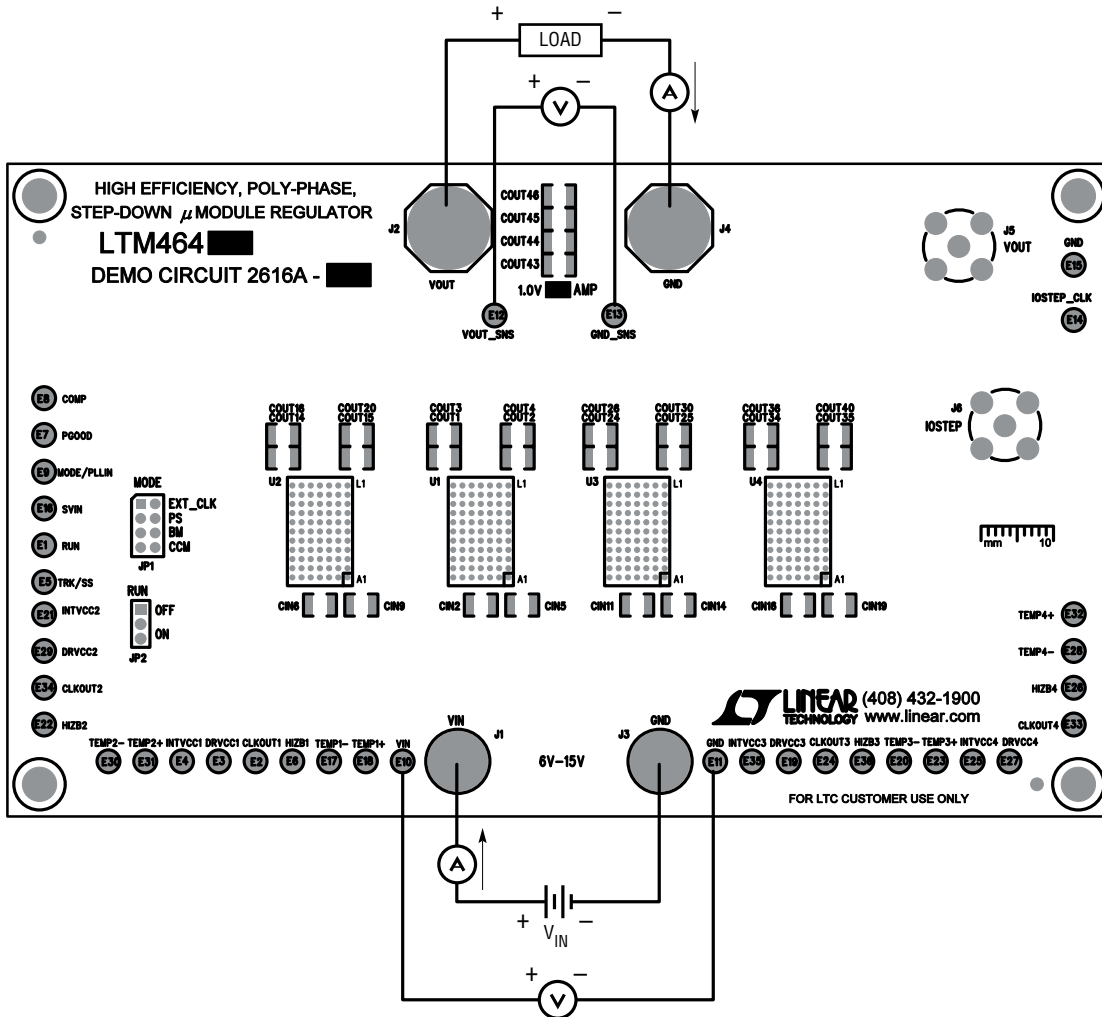 + −
LOAD
A
+ −
V
HIGH EFFICIENCY, POLY-PHASE,
STEP-DOWN μMODULE REGULATOR
LTM464
DEMO CIRCUIT 2616A -
J2
VOUT
COUT46
COUT45
COUT44
COUT43
1.0V AMP
J4
GND
E12
VOUT_SNS
E13
GND_SNS
J5
VOUT
GND
E15
IOSTEP_CLK
E14
J6
IOSTEP
E8 COMP
E7 PGOOD
E9 MODE/PLLIN
E16 SVIN
E1 RUN
E5 TRK/SS
E21 INTVCC2
E29 DRVCC2
E34 CLKOUT2
E22 HIZB2
MODE
EXT_CLK
PS
BM
CCM
JP1
RUN
OFF
ON
JP2
COUT16 COUT20
COUT14 COUT15
U2
L1
A1
CIN6 CIN9
COUT3 COUT4
COUT1 COUT2
U1
L1
A1
CIN2 CIN5
COUT26 COUT30
COUT24 COUT25
U3
L1
A1
CIN11 CIN14
COUT36 COUT40
COUT34 COUT35
U4
L1
A1
CIN16 CIN19
mm 10
TEMP4+ E32
TEMP4- E28
HIZB4 E26
CLKOUT4 E33
LINEAR
TECHNOLOGY
(408) 432-1900
www.linear.com
TEMP2- TEMP2+ INTVCC1 DRVCC1 CLKOUT1 HIZB1 TEMP1- TEMP1+ VIN
E30 E31 E4 E3 E2 E6 E17 E18 E10
VIN
J1
6V-15V
GND
J3
GND INTVCC3 DRVCC3 CLKOUT3 HIZB3 TEMP3- TEMP3+ INTVCC4 DRVCC4
E11 E35 E19 E24 E36 E20 E23 E25 E27
FOR LTC CUSTOMER USE ONLY
A
+ −
VIN
+ −
V